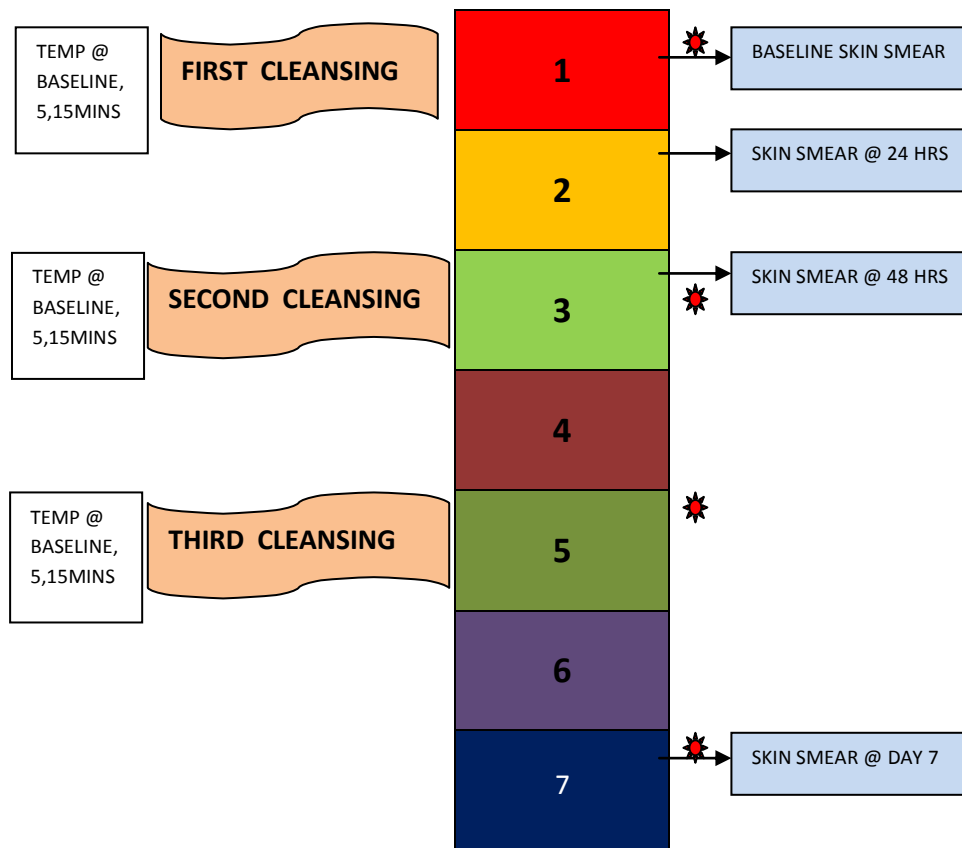 TEMP @
BASELINE,
5,15MINS
FIRST CLEANSING
1
BASELINE SKIN SMEAR
2
SKIN SMEAR @ 24 HRS
TEMP @
BASELINE,
5,15MINS
SECOND CLEANSING
3
SKIN SMEAR @ 48 HRS
4
TEMP @
BASELINE,
5,15MINS
THIRD CLEANSING
5
6
7
SKIN SMEAR @ DAY 7